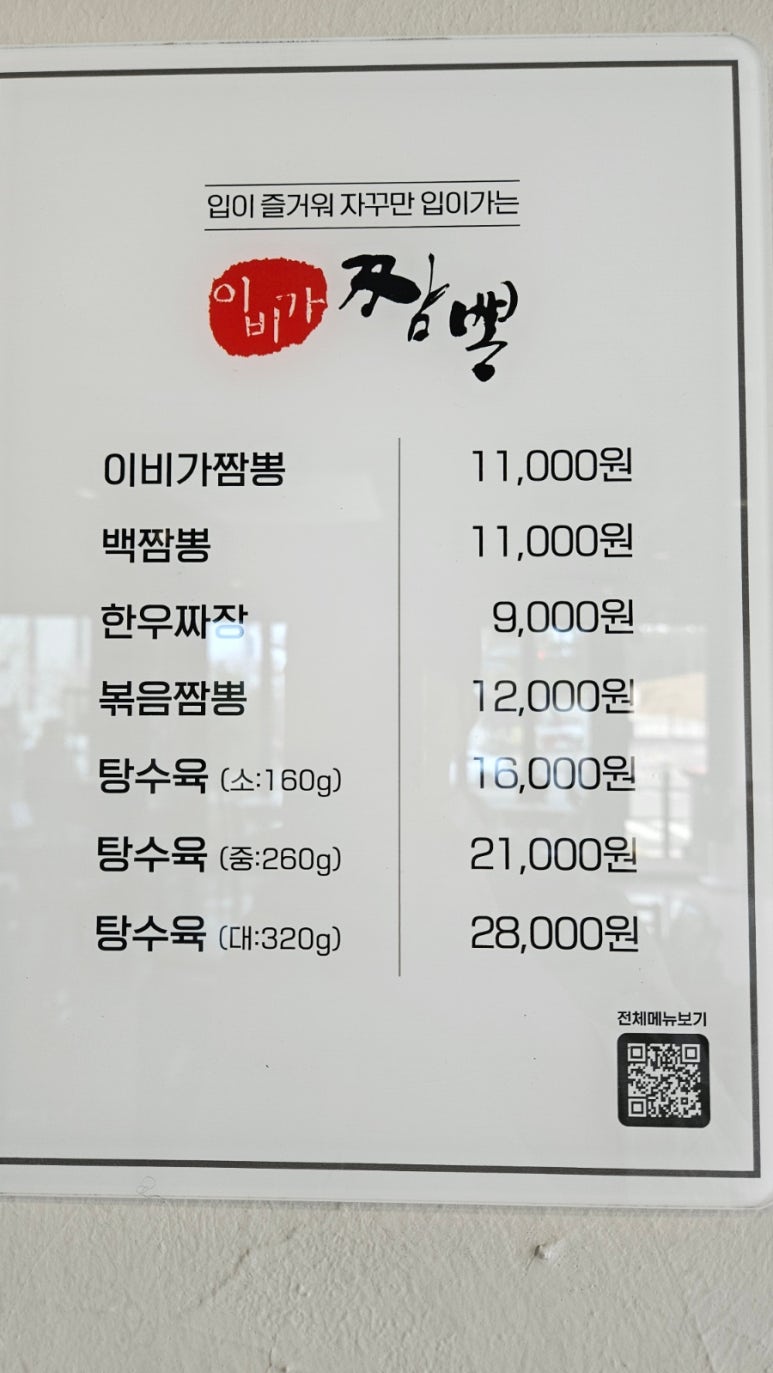 입이 즐거워 자꾸만 입이가는
이비가 짬뽕
이비가짬뽕 11,000원
백짬뽕 11,000원
한우짜장 9,000원
볶음짬뽕 12,000원
탕수육 (소:160g) 16,000원
탕수육 (중:260g) 21,000원
탕수육 (대:320g) 28,000원
전체메뉴보기